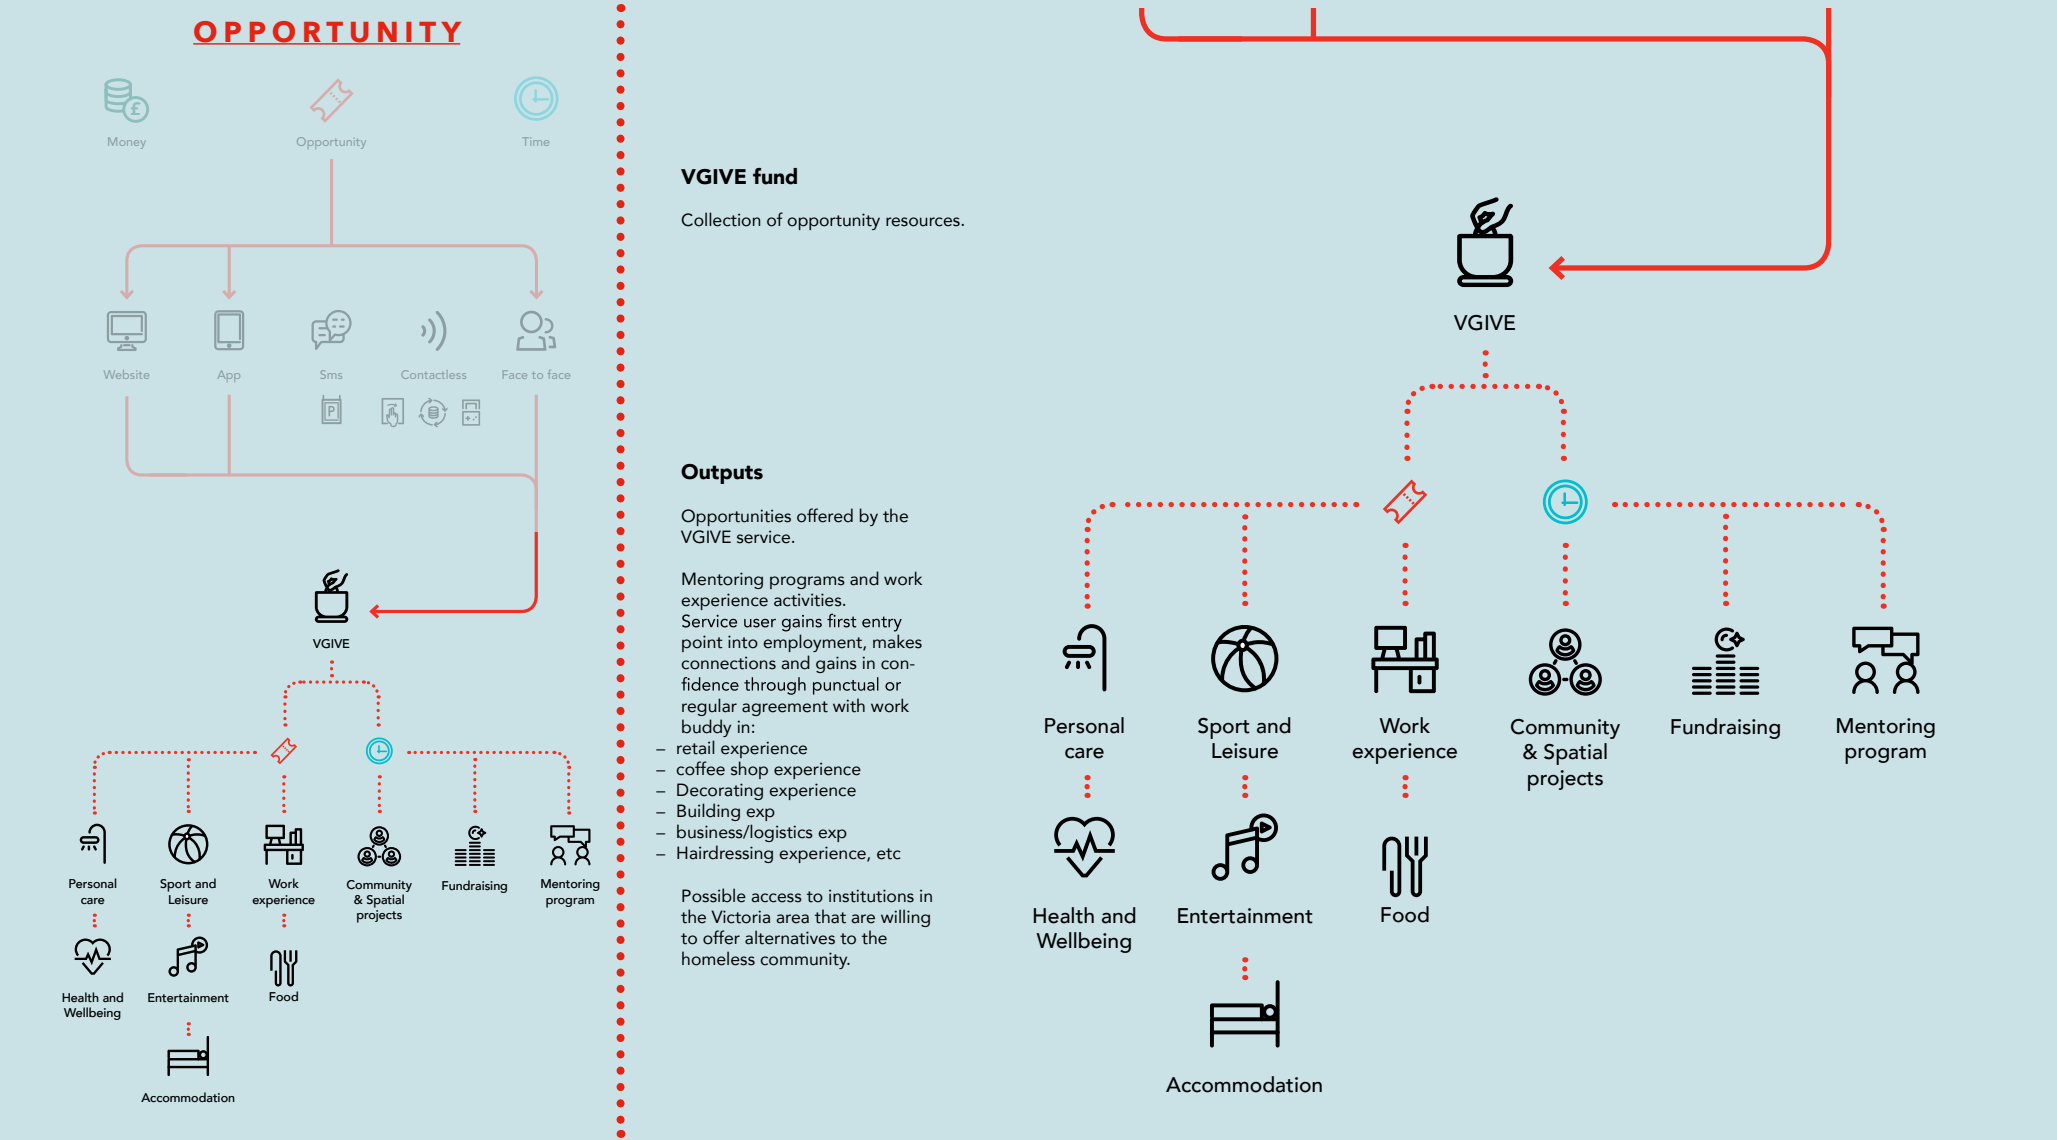 OPPORTUNITY
Money
Opportunity
Time
Website
App
Sms
Contactless
Face to face
P
VGIVE
Personal
care
Sport and
Leisure
Work
experience
Community
& Spatial
projects
Fundraising
Mentoring
program
Health and
Wellbeing
Entertainment
Food
Accommodation
VGIVE fund
Collection of opportunity resources.
Outputs
Opportunities offered by the
VGIVE service.
Mentoring programs and work
experience activities.
Service user gains first entry
point into employment, makes
connections and gains in con-
fidence through punctual or
regular agreement with work
buddy in:
– retail experience
– coffee shop experience
– Decorating experience
– Building exp
– business/logistics exp
– Hairdressing experience, etc
Possible access to institutions in
the Victoria area that are willing
to offer alternatives to the
homeless community.
VGIVE
Personal
care
Sport and
Leisure
Work
experience
Community
& Spatial
projects
Fundraising
Mentoring
program
Health and
Wellbeing
Entertainment
Food
Accommodation